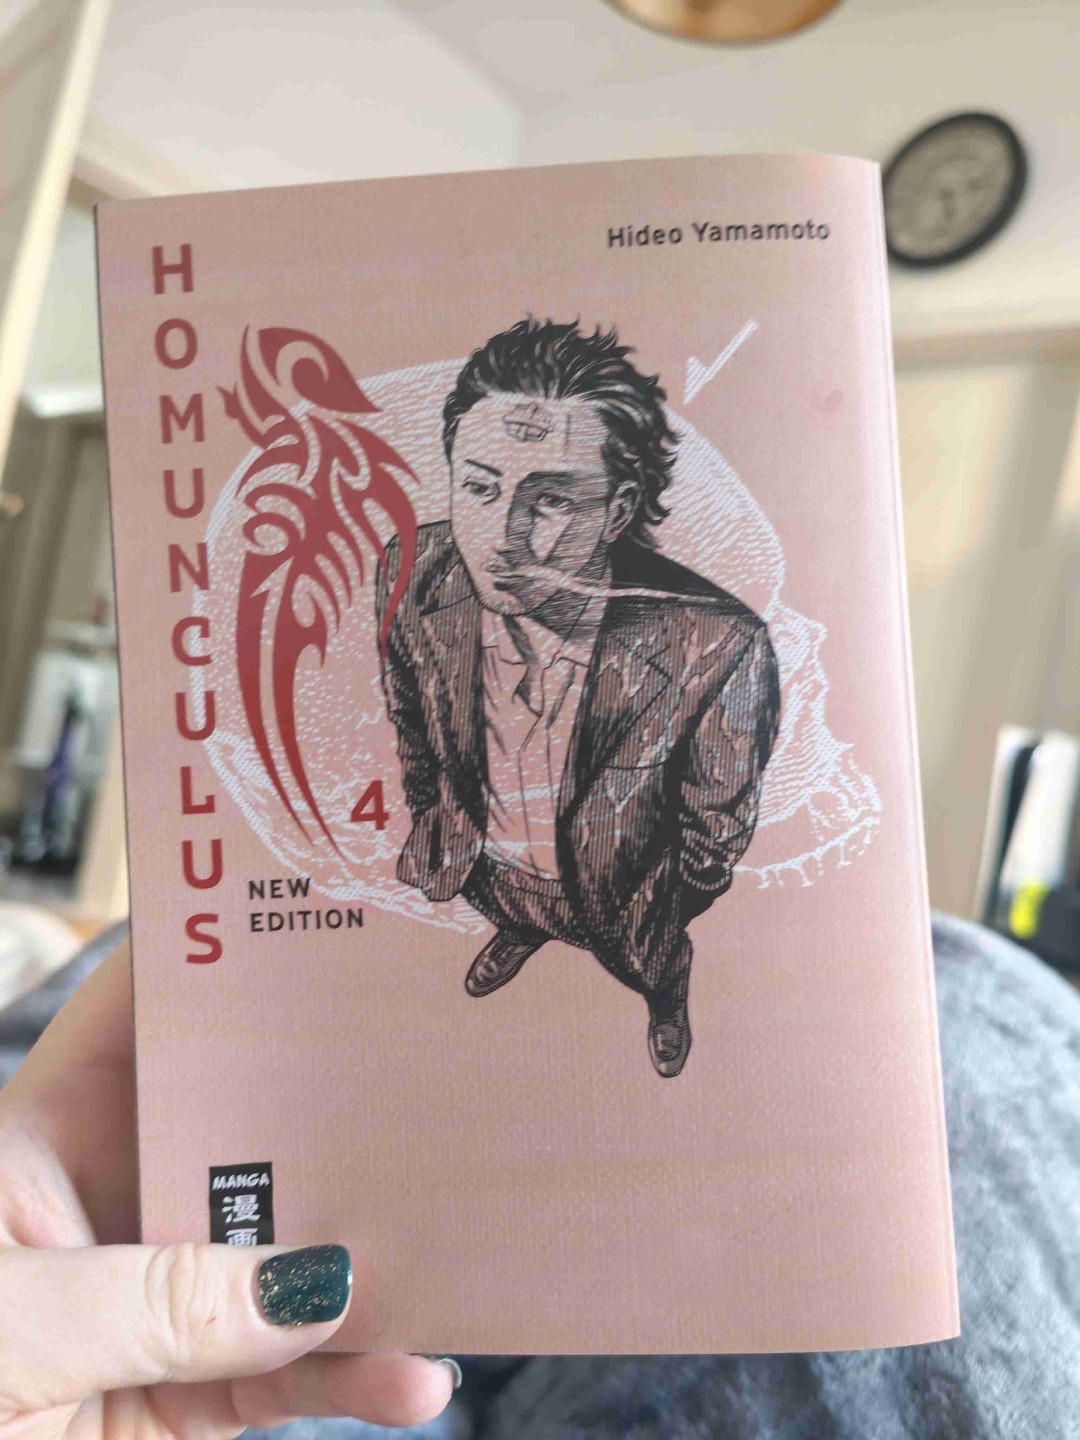 HOMUNCULUS
Hideo Yamamoto
4
NEW
EDITION
MANGA
漫
画